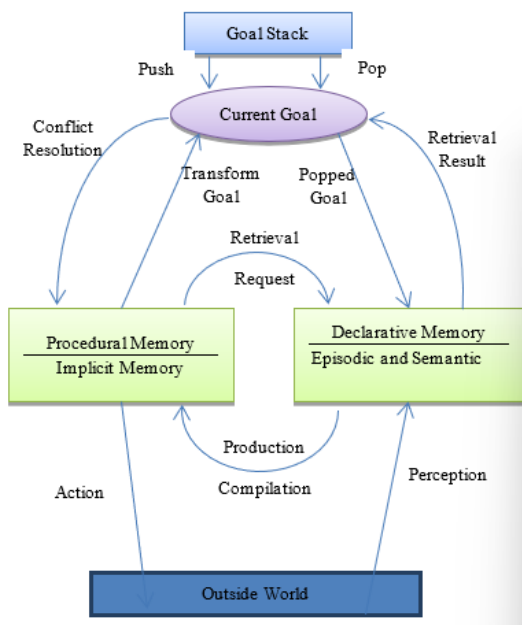 Goal Stack
Push
Pop
Current Goal
Conflict
Resolution
Retrieval
Result
Transform
Goal
Popped
Goal
Retrieval
Request
Procedural Memory
Implicit Memory
Declarative Memory
Episodic and Semantic
Production
Compilation
Action
Perception
Outside World